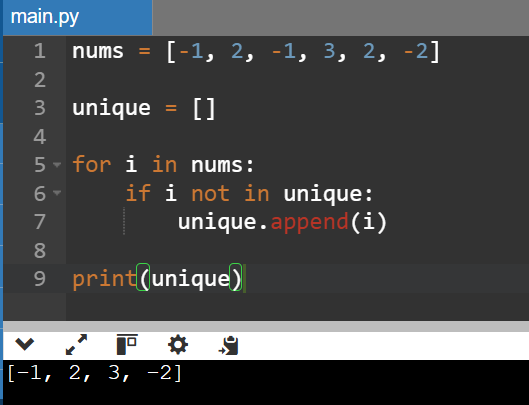 main.py
1 nums = [-1, 2, -1, 3, 2, -2]
2
3 unique = []
4
5 for i in nums:
6     if i not in unique:
7         unique.append(i)
8
9 print(unique)
[-1, 2, 3, -2]